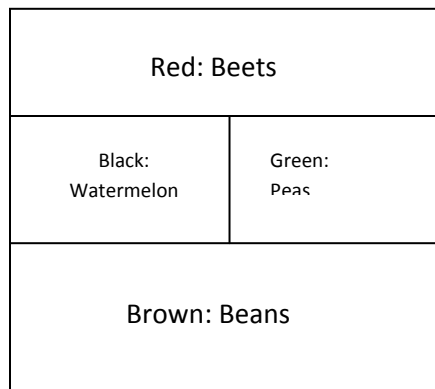 Red: Beets
Black:
Green:
Watermelon
Peas
Brown: Beans